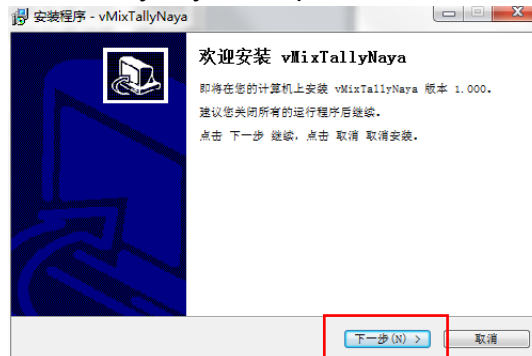 安装程序 - vMixTallyNaya
欢迎安装 vMixTallyNaya
即将在您的计算机上安装 vMixTallyNaya 版本 1.000。
建议您关闭所有的运行程序后继续。
点击 下一步 继续，点击 取消 取消安装。
下一步(N) >
取消